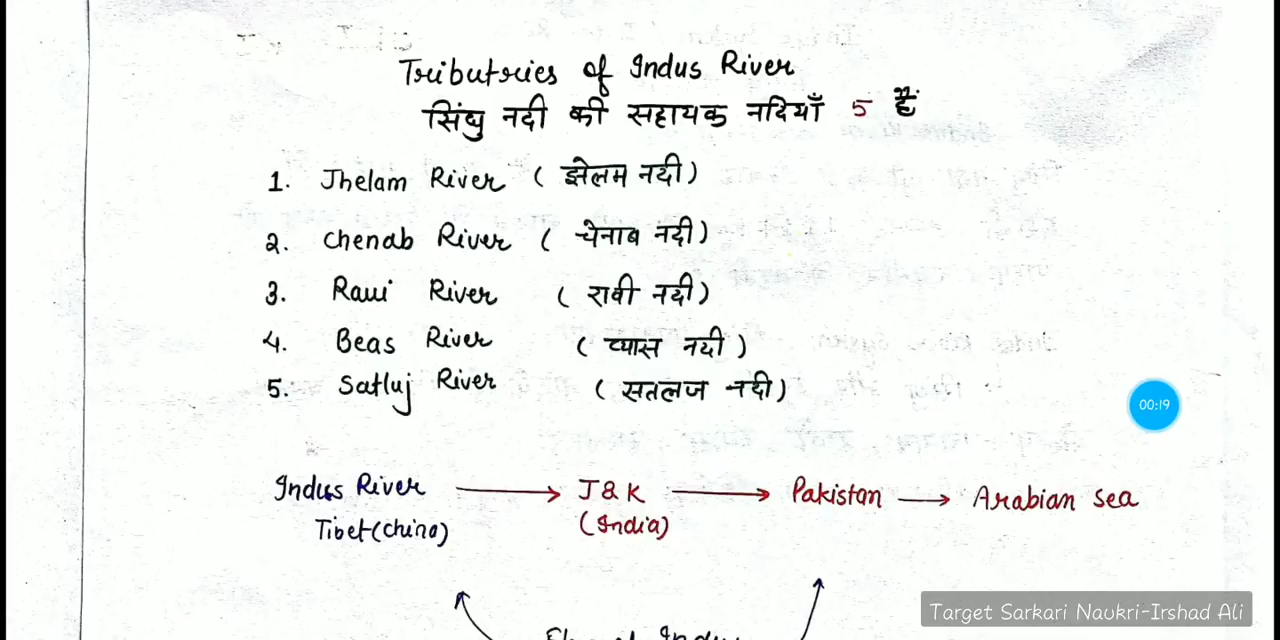 Tributries of Indus River
सिंधु नदी की सहायक नदियाँ 5 हैं
1. Jhelam River ( झेलम नदी )
2. Chenab River ( चेनाब नदी )
3. Ravi River ( रावी नदी )
4. Beas River ( व्यास नदी )
5. Satluj River ( सतलज नदी )
00:19
Indus River → J&K → Pakistan → Arabian sea
Tibet (china) (India)
Indus
Target Sarkari Naukri-Irshad Ali